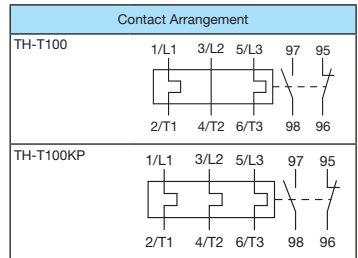 Contact Arrangement
TH-T100
1/L1 3/L2 5/L3 97 95
2/T1 4/T2 6/T3 98 96
TH-T100KP
1/L1 3/L2 5/L3 97 95
2/T1 4/T2 6/T3 98 96